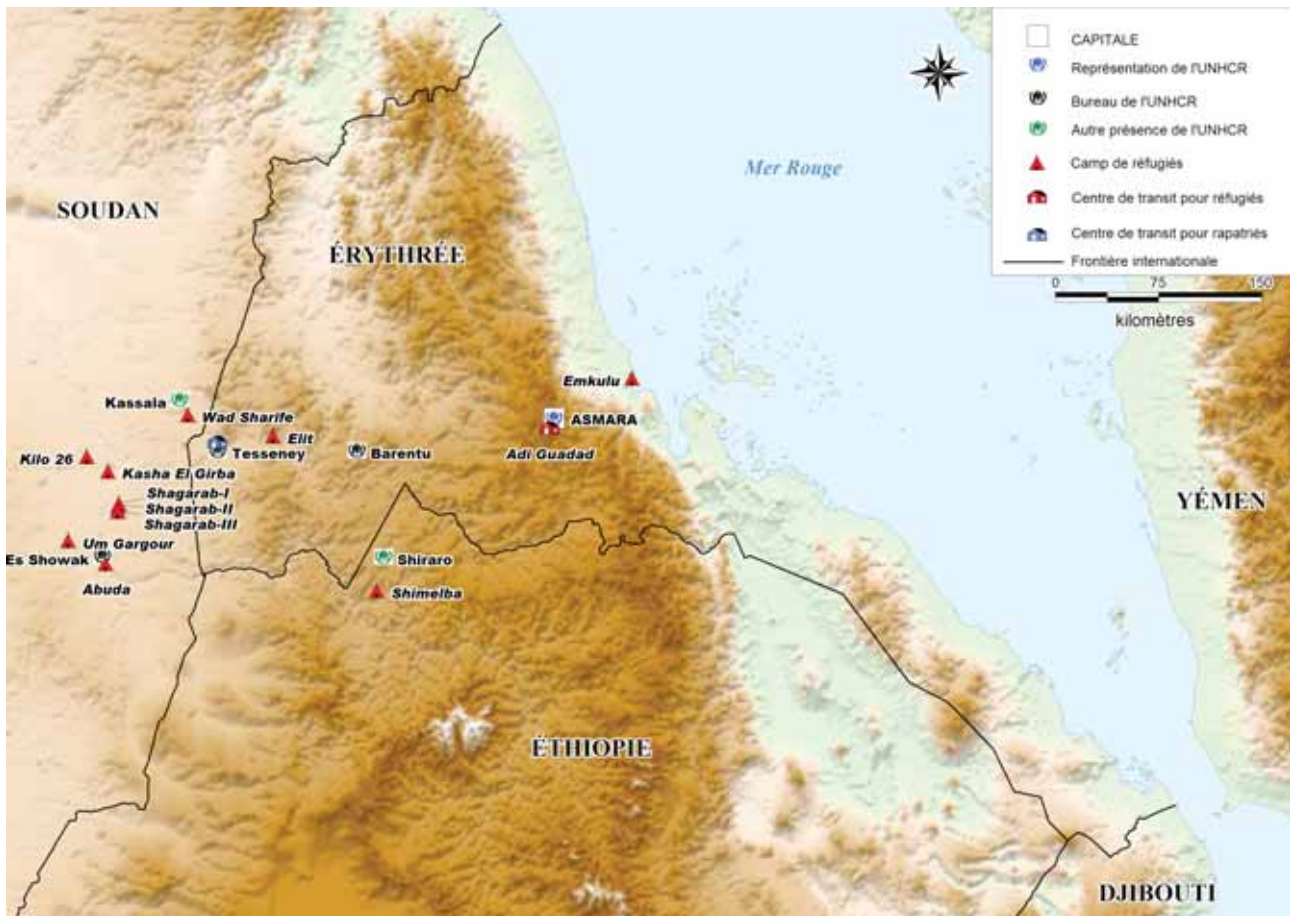 CAPITALE
Représentation de l'UNHCR
Bureau de l'UNHCR
Autre présence de l'UNHCR
Camp de réfugiés
Centre de transit pour réfugiés
Centre de transit pour rapatriés
Frontière internationale
0 75 150
kilomètres
Mer Rouge
SOUDAN
ÉRYTHRÉE
Emkulu
Kassala
Wad Sharife
ASMARA
Elit
Tesseney
Barentu
Adi Guadad
Kilo 26
Kasha El Girba
Shagarab-I
Shagarab-II
Shagarab-III
YÉMEN
Um Gargour
Es Showak
Shiraro
Abuda
Shimelba
ÉTHIOPIE
DJIBOUTI